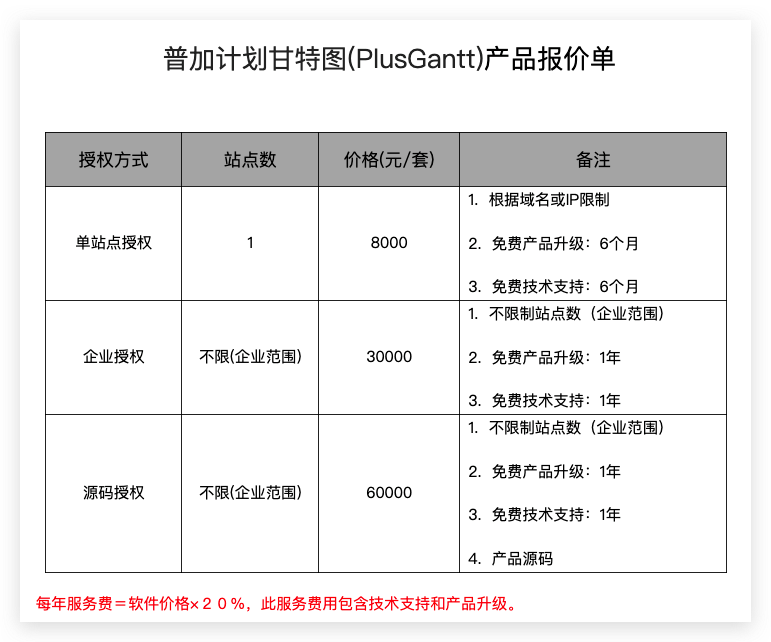 普加计划甘特图(PlusGantt)产品报价单
授权方式 站点数 价格(元/套) 备注
单站点授权 1 8000
1. 根据域名或IP限制
2. 免费产品升级：6个月
3. 免费技术支持：6个月
企业授权 不限(企业范围) 30000
1. 不限制站点数（企业范围）
2. 免费产品升级：1年
3. 免费技术支持：1年
源码授权 不限(企业范围) 60000
1. 不限制站点数（企业范围）
2. 免费产品升级：1年
3. 免费技术支持：1年
4. 产品源码
每年服务费＝软件价格×２０％，此服务费用包含技术支持和产品升级。